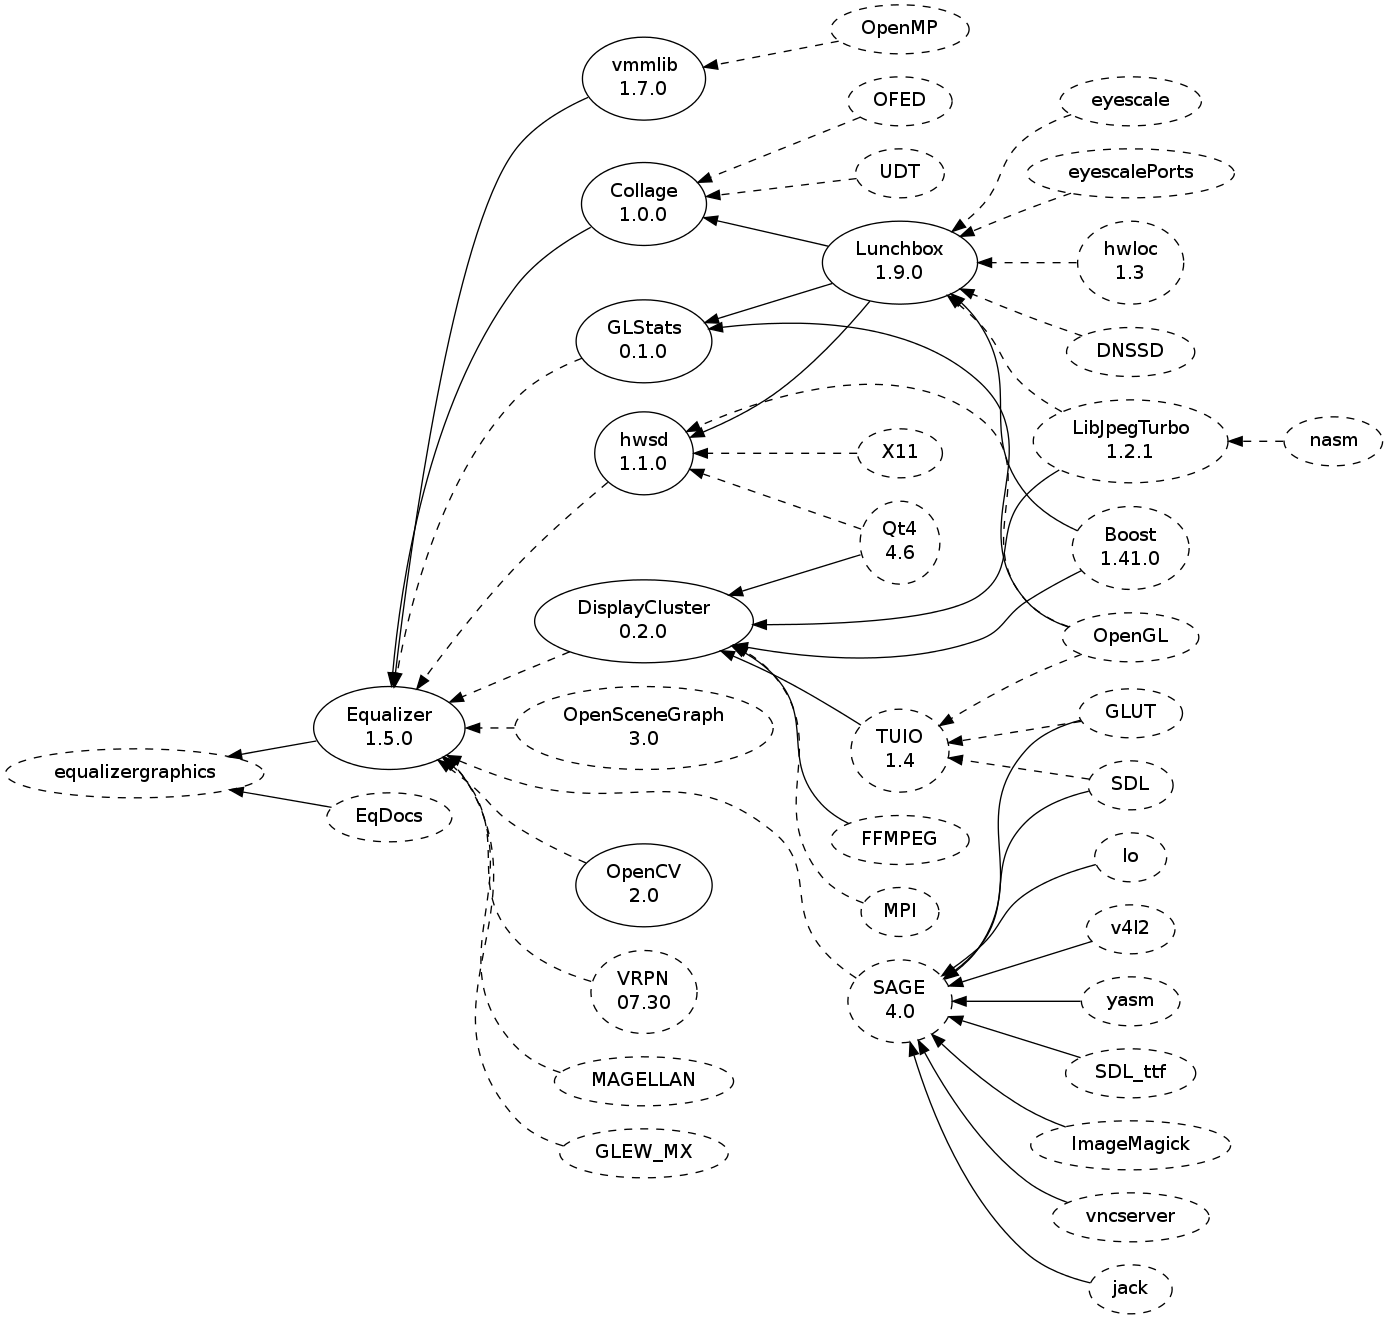 OpenMP
vmmlib
1.7.0
OFED
eyescale
UDT
eyescalePorts
Collage
1.0.0
Lunchbox
1.9.0
hwloc
1.3
GLStats
0.1.0
DNSSD
LibJpegTurbo
1.2.1
nasm
hwsd
1.1.0
X11
Qt4
4.6
Boost
1.41.0
DisplayCluster
0.2.0
OpenGL
Equalizer
1.5.0
OpenSceneGraph
3.0
GLUT
TUIO
1.4
equalizergraphics
SDL
EqDocs
FFMPEG
lo
OpenCV
2.0
MPI
v4l2
VRPN
07.30
SAGE
4.0
yasm
MAGELLAN
SDL_ttf
GLEW_MX
ImageMagick
vncserver
jack